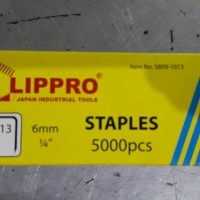 Item No. 5809-1013
LIPPRO®
JAPAN INDUSTRIAL TOOLS
13
6mm
¼"
STAPLES
5000pcs